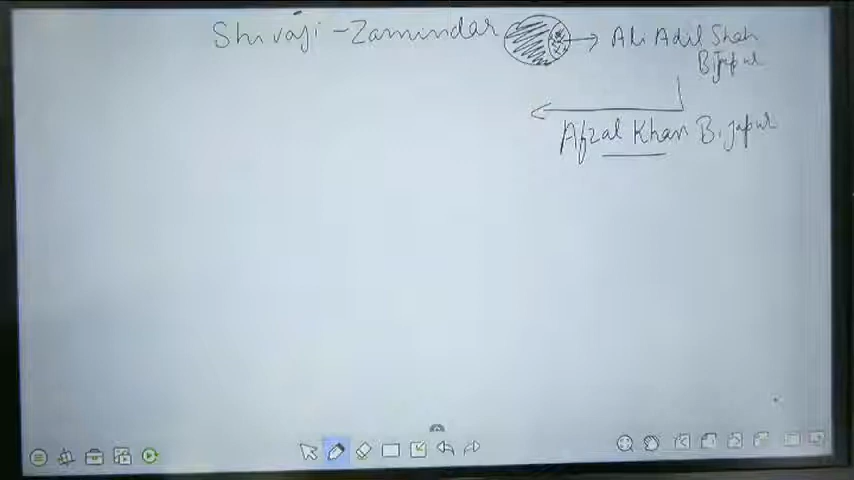 Shivaji - Zamindar
Ali Adil Shah
Bijapur
Afzal Khan Bijapur